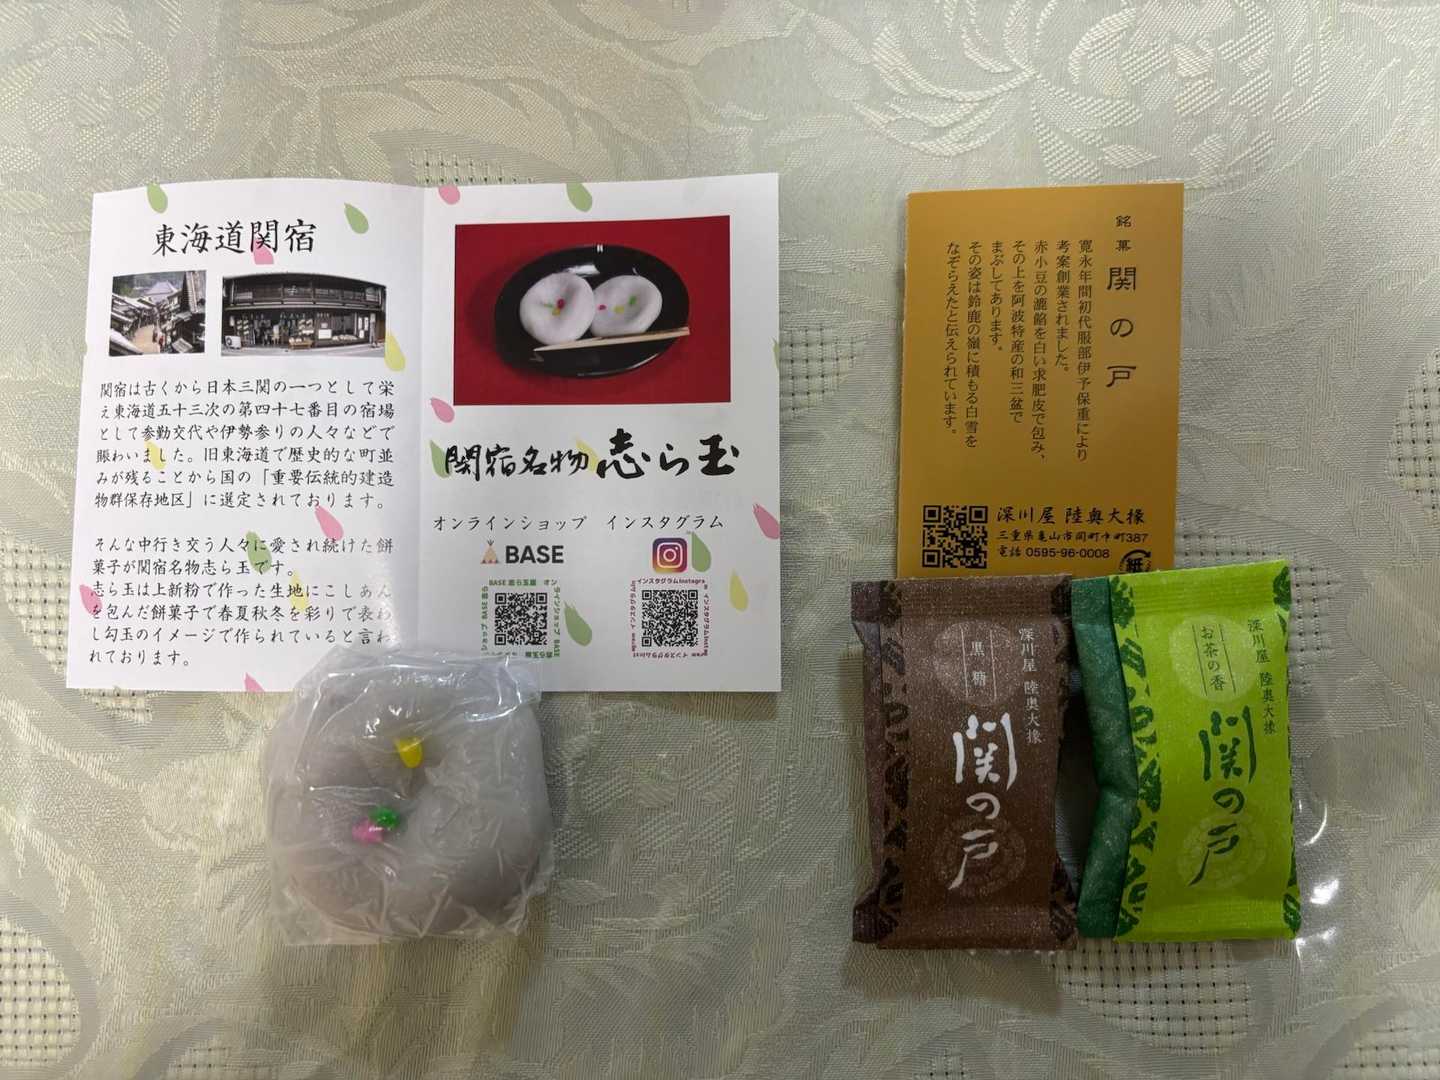 東海道関宿
関宿は古くから日本三関の一つとして栄
え東海道五十三次の第四十七番目の宿場
として参勤交代や伊勢参りの人々などで
賑わいました。旧東海道で歴史的な町並
みが残ることから国の「重要伝統的建造
物群保存地区」に選定されております。
そんな中行き交う人々に愛され続けた餅
菓子が関宿名物志ら玉です。
志ら玉は上新粉で作った生地にこしあん
を包んだ餅菓子で春夏秋冬を彩りで表わ
し勾玉のイメージで作られていると言わ
れております。
関宿名物 志ら玉
オンラインショップ インスタグラム
BASE
銘菓 関の戸
寛永年間初代服部伊予保重により
考案創業されました。
赤小豆の漉餡を白い求肥皮で包み、
その上を阿波特産の和三盆で
まぶしてあります。
その姿は鈴鹿の嶺に積もる白雪を
なぞらえたと伝えられています。
深川屋 陸奥大掾
三重県亀山市関町中町387
電話 0595-96-0008
紙
深川屋 陸奥大掾
黒糖
関の戸
深川屋 陸奥大掾
お茶の香
関の戸